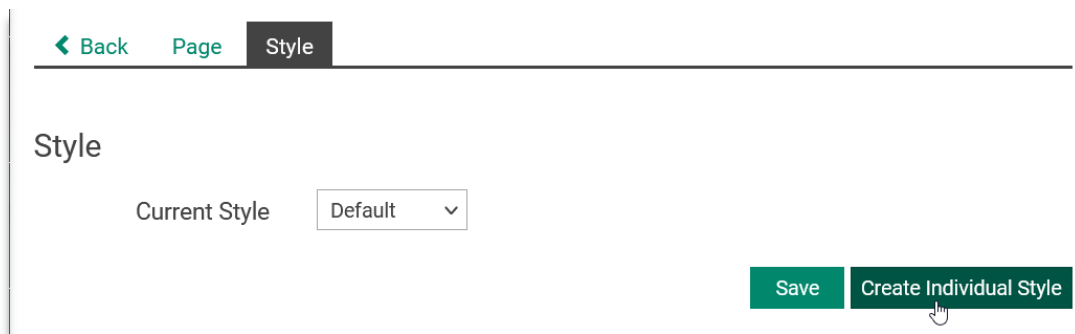 Back Page Style
Style
Current Style Default
Save Create Individual Style